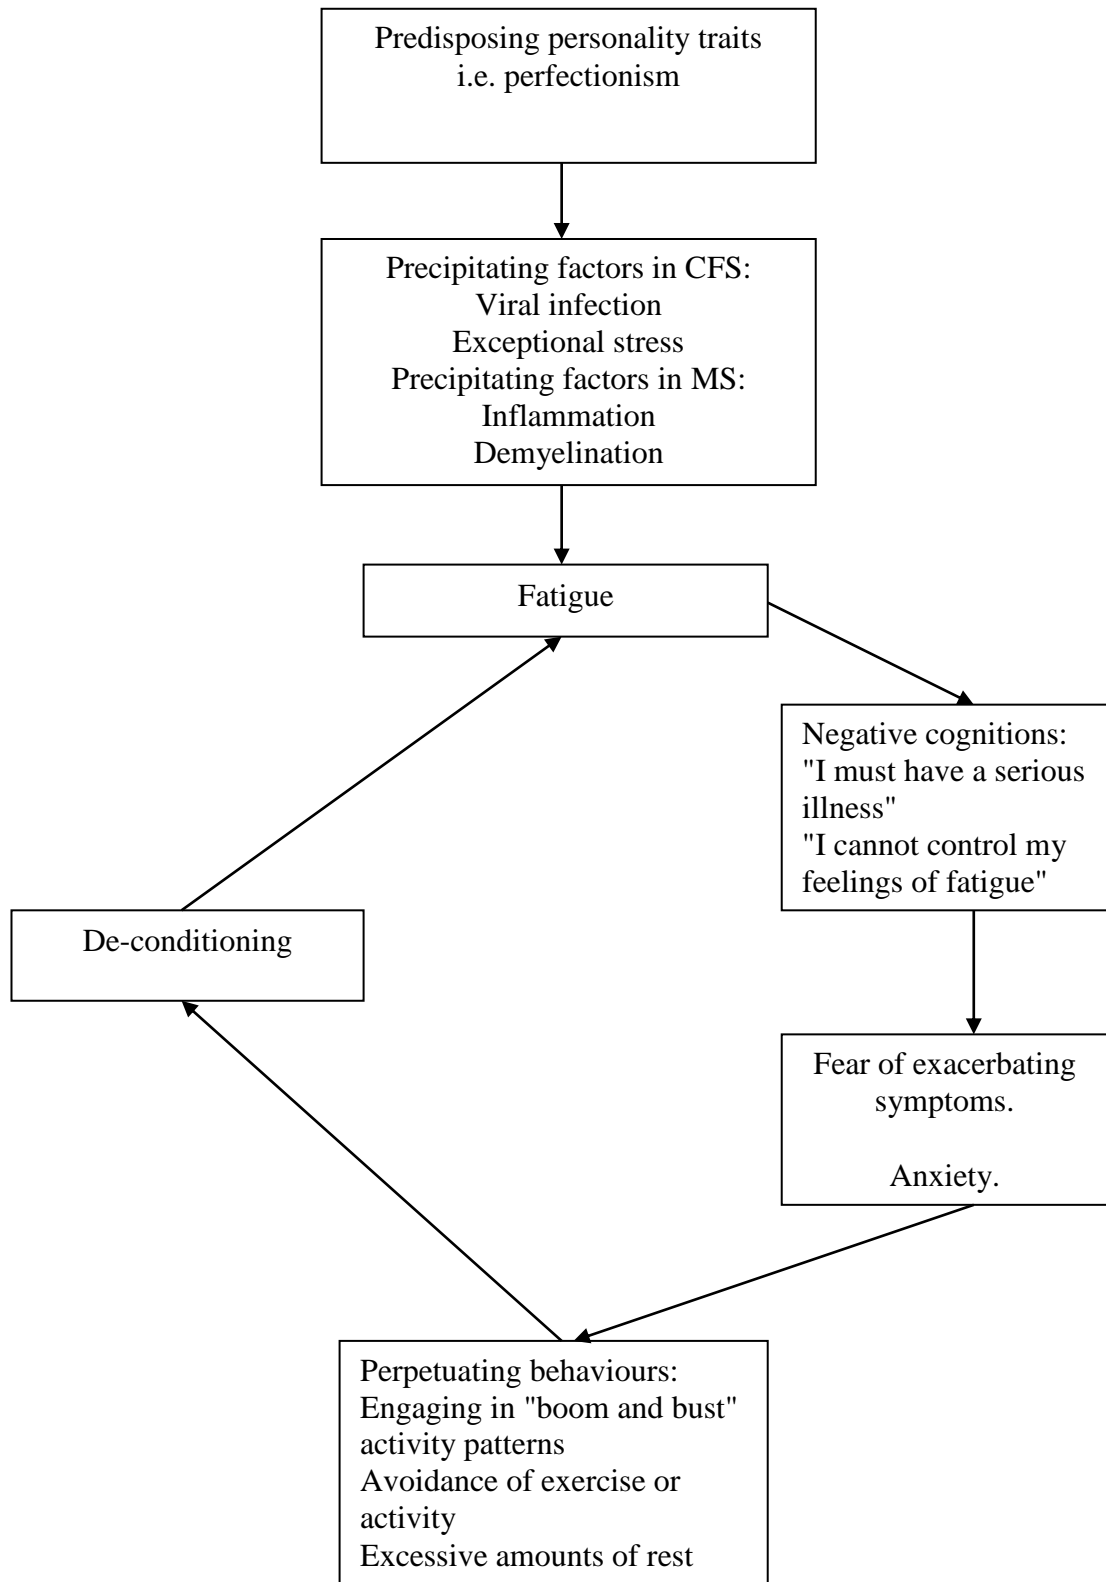 Predisposing personality traits
i.e. perfectionism
Precipitating factors in CFS:
Viral infection
Exceptional stress
Precipitating factors in MS:
Inflammation
Demyelination
Fatigue
Negative cognitions:
"I must have a serious
illness"
"I cannot control my
feelings of fatigue"
De-conditioning
Fear of exacerbating
symptoms.
Anxiety.
Perpetuating behaviours:
Engaging in "boom and bust"
activity patterns
Avoidance of exercise or
activity
Excessive amounts of rest